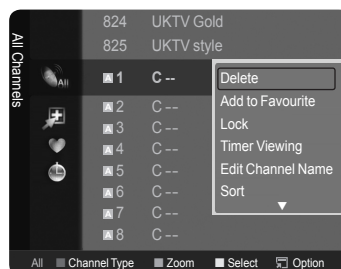 All Channels
824 UKTV Gold
825 UKTV style
All
A 1 C --
A 2 C --
A 3 C --
A 4 C --
A 5 C --
A 6 C --
A 7 C --
A 8 C --
Delete
Add to Favourite
Lock
Timer Viewing
Edit Channel Name
Sort
All Channel Type Zoom Select Option